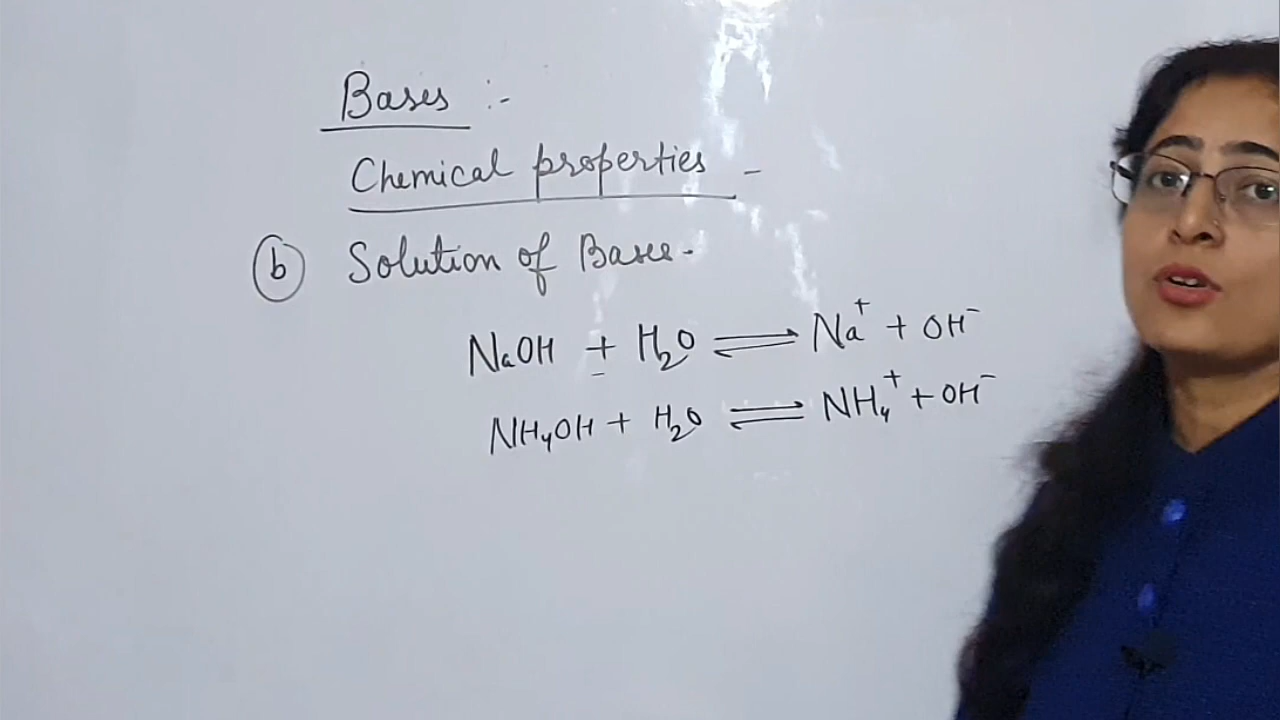 Bases :-
Chemical properties -
(b) Solution of Bases -
NaOH + H₂O ⇌ Na⁺ + OH⁻
NH₄OH + H₂O ⇌ NH₄⁺ + OH⁻